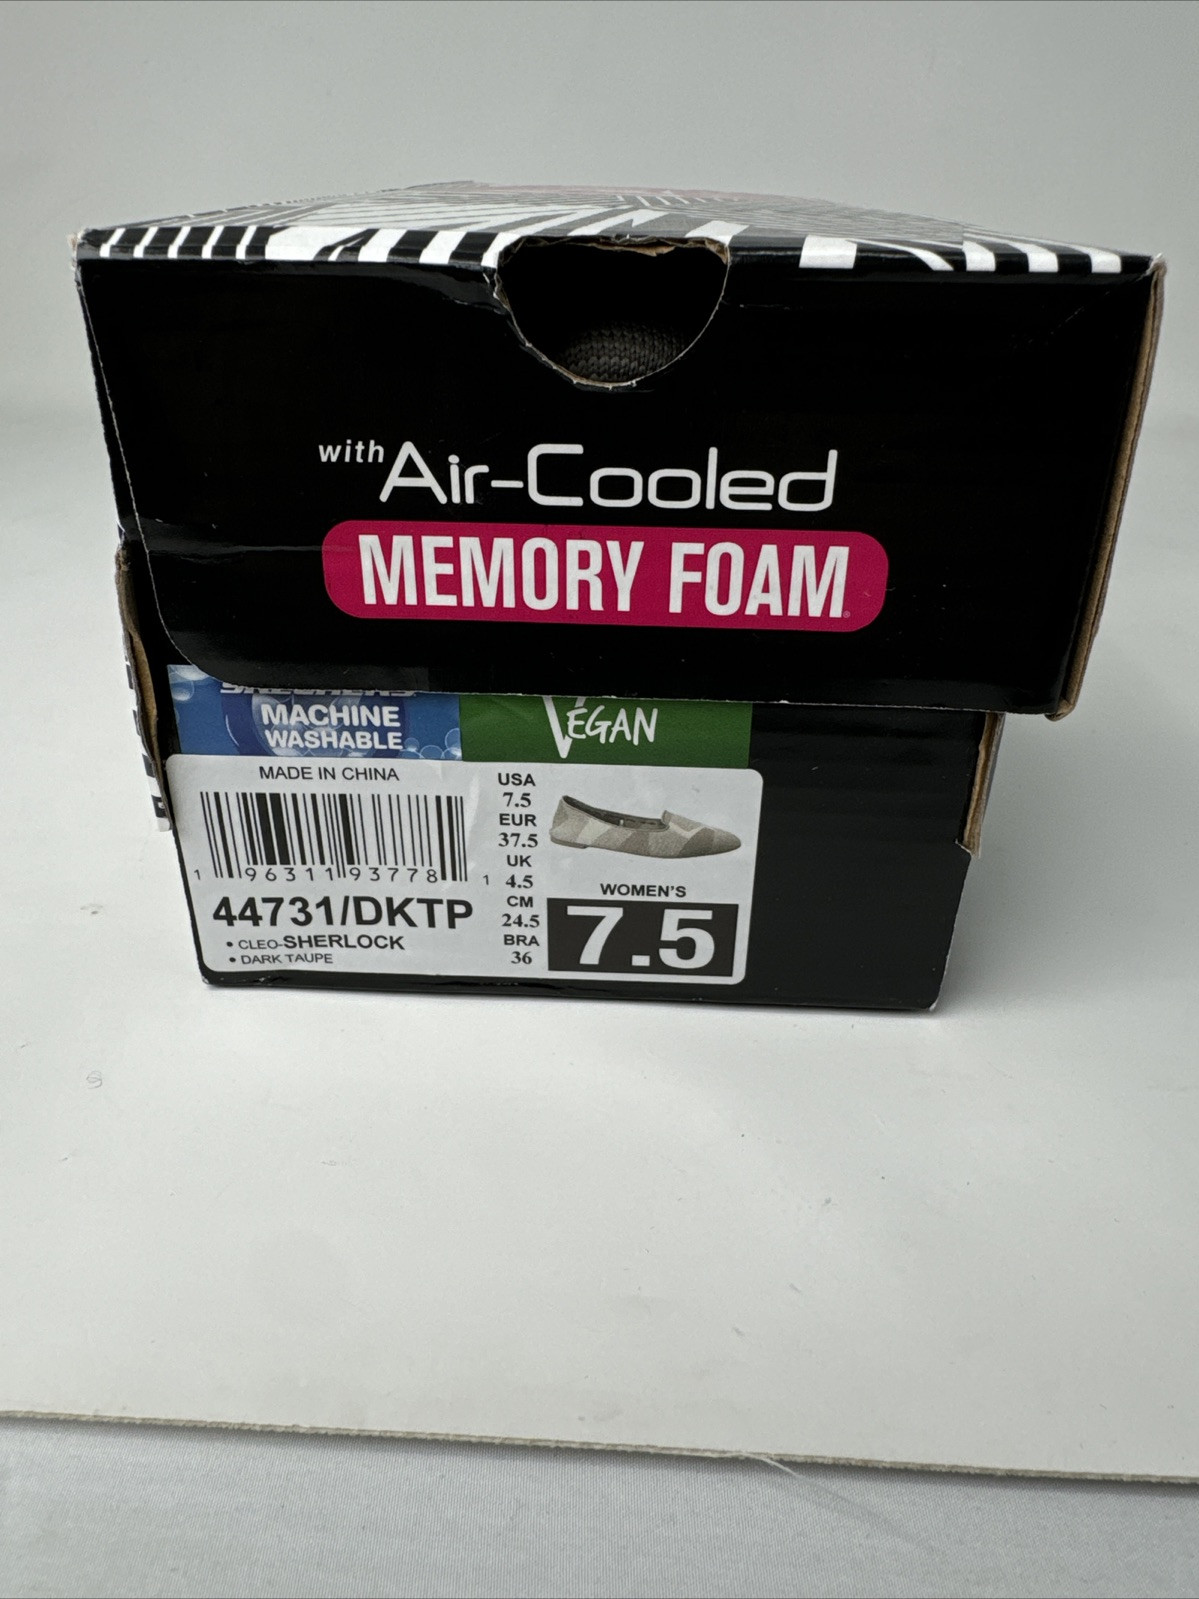 with Air-Cooled
MEMORY FOAM
SKECHERS
MACHINE
WASHABLE
VEGAN
MADE IN CHINA
1 96311 93778 1
44731/DKTP
• CLEO-SHERLOCK
• DARK TAUPE
USA
7.5
EUR
37.5
UK
4.5
CM
24.5
BRA
36
WOMEN'S
7.5